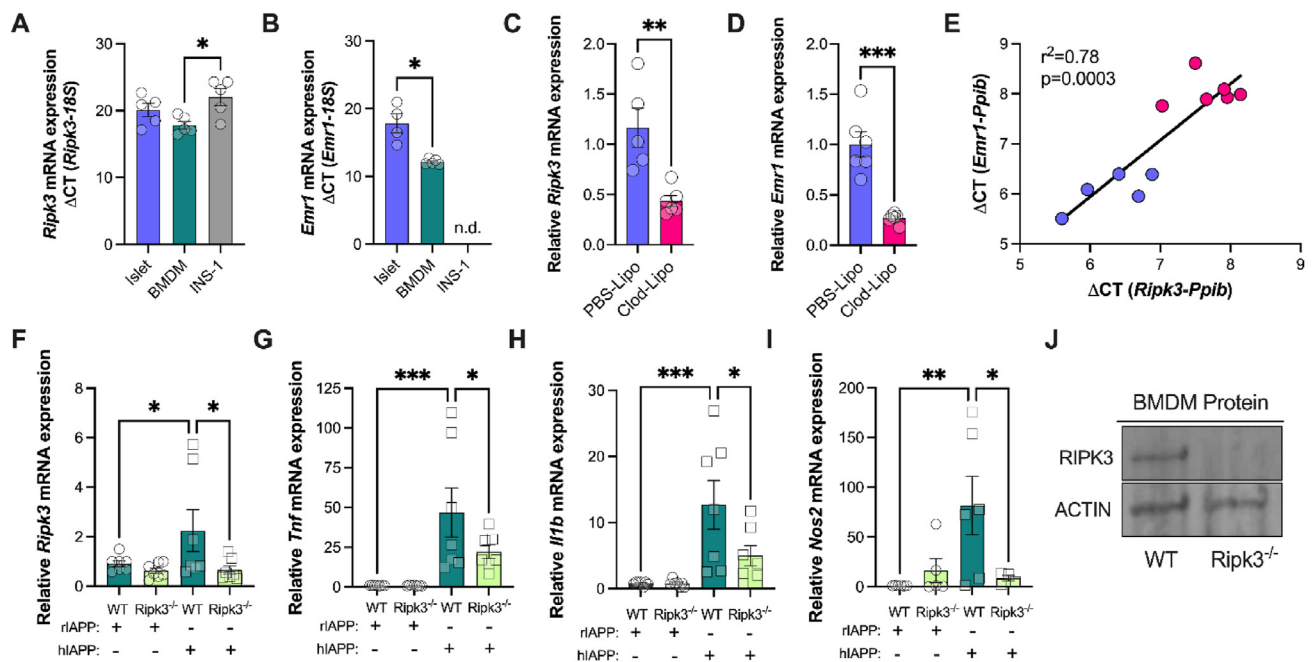 A
Ripk3 mRNA expression
ΔCT (Ripk3-18S)
30
20
10
0
*
Islet
BMDM
INS-1
B
Emr1 mRNA expression
ΔCT (Emr1-18S)
30
20
10
0
*
n.d.
Islet
BMDM
INS-1
C
Relative Ripk3 mRNA expression
2.0
1.5
1.0
0.5
0.0
**
PBS-Lipo
Clod-Lipo
D
Relative Emr1 mRNA expression
2.0
1.5
1.0
0.5
0.0
***
PBS-Lipo
Clod-Lipo
E
r²=0.78
p=0.0003
ΔCT (Emr1-Ppib)
10
9
8
7
6
5
5 6 7 8 9
ΔCT (Ripk3-Ppib)
F
Relative Ripk3 mRNA expression
8
6
4
2
0
* *
WT Ripk3-/- WT Ripk3-/-
rIAPP: + + - -
hIAPP: - - + +
G
Relative Tnf mRNA expression
125
100
75
50
25
0
*** *
WT Ripk3-/- WT Ripk3-/-
rIAPP: + + - -
hIAPP: - - + +
H
Relative Il1b mRNA expression
30
20
10
0
*** *
WT Ripk3-/- WT Ripk3-/-
rIAPP: + + - -
hIAPP: - - + +
I
Relative Nos2 mRNA expression
200
150
100
50
0
** *
WT Ripk3-/- WT Ripk3-/-
rIAPP: + + - -
hIAPP: - - + +
J
BMDM Protein
RIPK3
ACTIN
WT Ripk3-/-